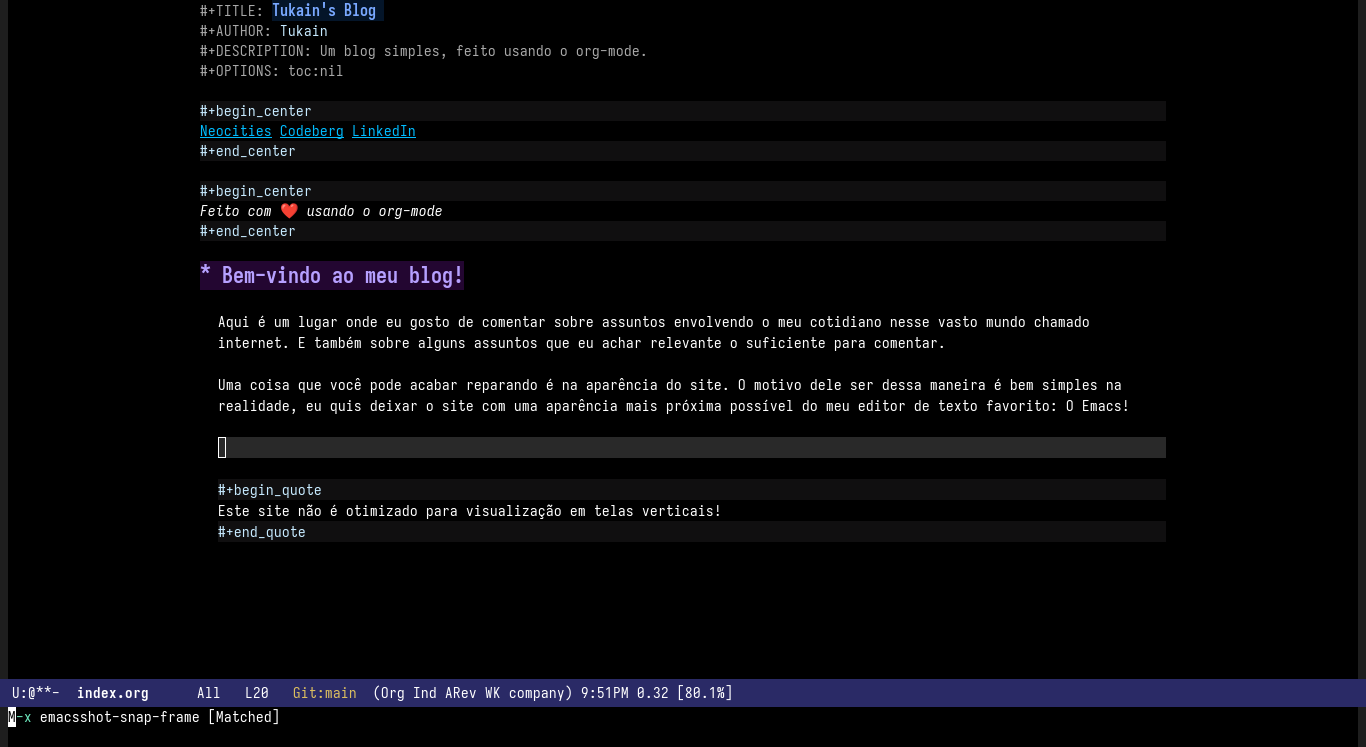 #+TITLE: Tukain's Blog
#+AUTHOR: Tukain
#+DESCRIPTION: Um blog simples, feito usando o org-mode.
#+OPTIONS: toc:nil
#+begin_center
Neocities Codeberg LinkedIn
#+end_center
#+begin_center
Feito com ❤️ usando o org-mode
#+end_center
* Bem-vindo ao meu blog!
Aqui é um lugar onde eu gosto de comentar sobre assuntos envolvendo o meu cotidiano nesse vasto mundo chamado
internet. E também sobre alguns assuntos que eu achar relevante o suficiente para comentar.
Uma coisa que você pode acabar reparando é na aparência do site. O motivo dele ser dessa maneira é bem simples na
realidade, eu quis deixar o site com uma aparência mais próxima possível do meu editor de texto favorito: O Emacs!
#+begin_quote
Este site não é otimizado para visualização em telas verticais!
#+end_quote
U:@**-  index.org      All   L20   Git:main  (Org Ind ARev WK company) 9:51PM 0.32 [80.1%]
M-x emacsshot-snap-frame [Matched]